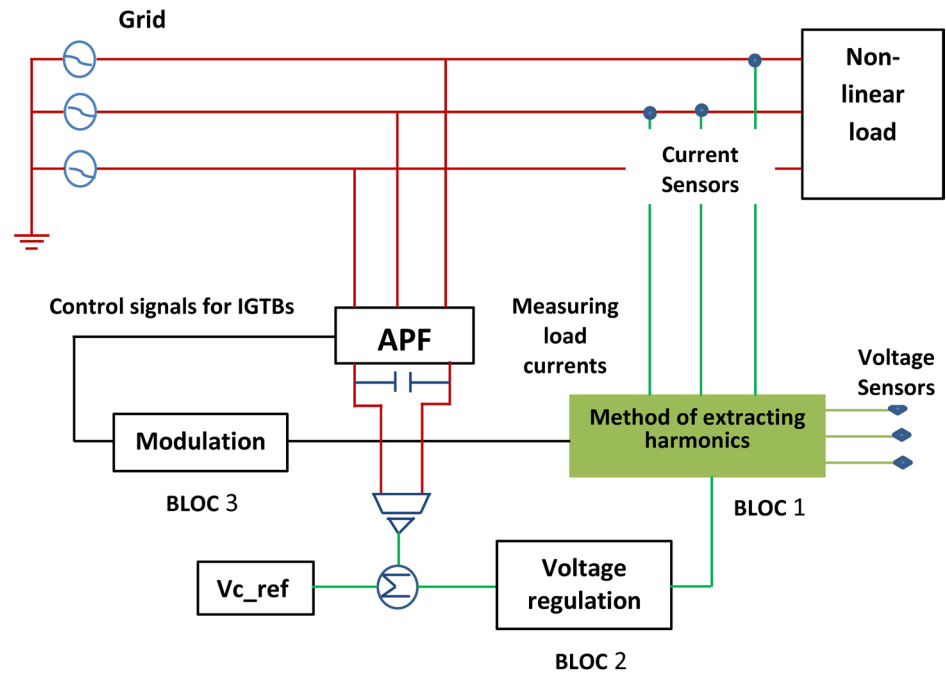 Grid
Non-
linear
load
Current
Sensors
Control signals for IGTBs
Measuring
load
currents
APF
Voltage
Sensors
Method of extracting
harmonics
Modulation
BLOC 3
BLOC 1
Vc_ref
Σ
Voltage
regulation
BLOC 2